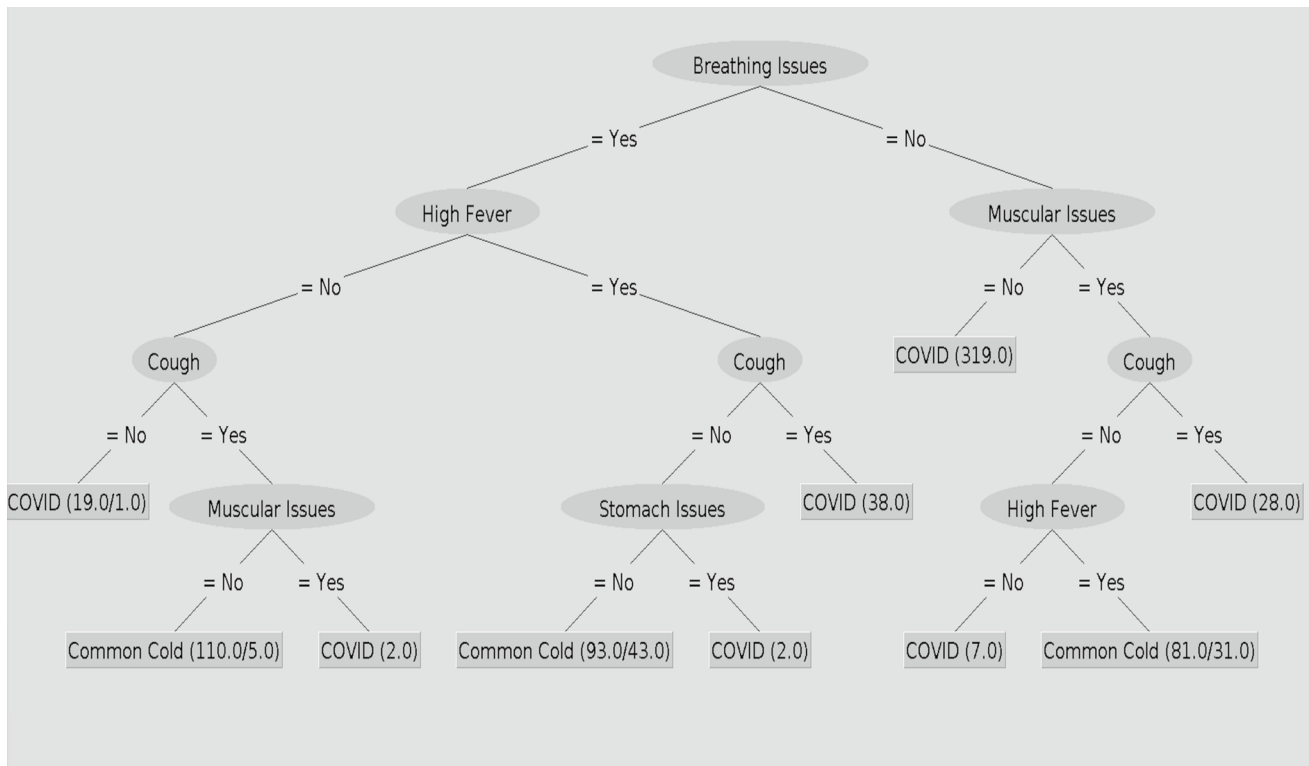 Breathing Issues
= Yes
= No
High Fever
Muscular Issues
= No
= Yes
= No
= Yes
Cough
Cough
COVID (319.0)
Cough
= No
= Yes
= No
= Yes
= No
= Yes
COVID (19.0/1.0)
Muscular Issues
Stomach Issues
COVID (38.0)
High Fever
COVID (28.0)
= No
= Yes
= No
= Yes
= No
= Yes
Common Cold (110.0/5.0)
COVID (2.0)
Common Cold (93.0/43.0)
COVID (2.0)
COVID (7.0)
Common Cold (81.0/31.0)